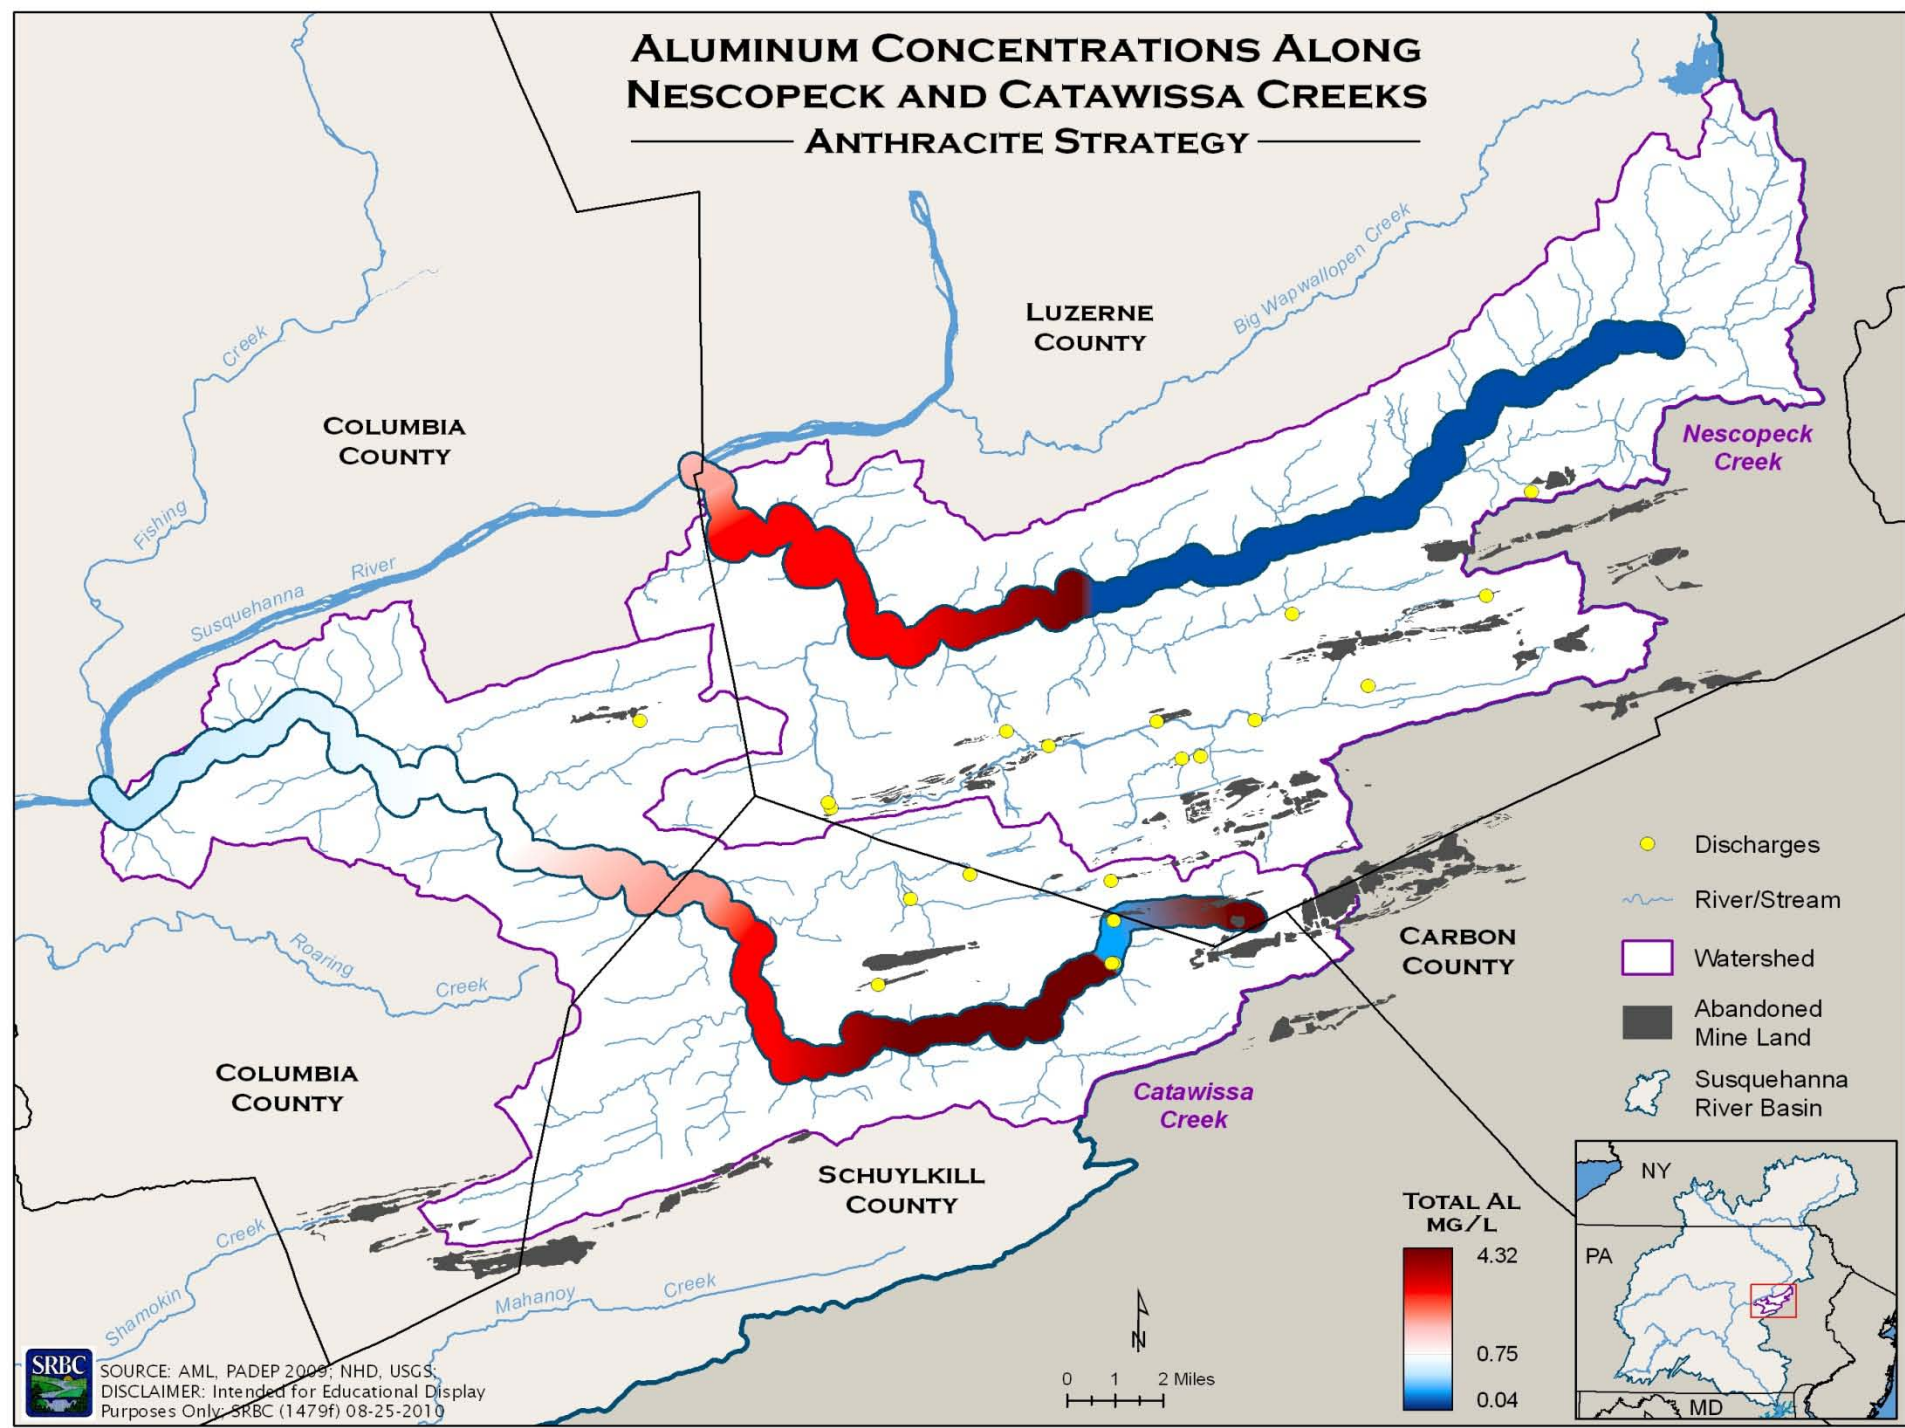 ALUMINUM CONCENTRATIONS ALONG
NESCOPECK AND CATAWISSA CREEKS
ANTHRACITE STRATEGY
Big Wapwallopen Creek
LUZERNE
COUNTY
Creek
Fishing
COLUMBIA
COUNTY
Nescopeck
Creek
Susquehanna
River
Roaring
Creek
CARBON
COUNTY
COLUMBIA
COUNTY
Catawissa
Creek
SCHUYLKILL
COUNTY
Shamokin
Creek
Mahanoy
Creek
Discharges
River/Stream
Watershed
Abandoned
Mine Land
Susquehanna
River Basin
TOTAL AL
MG/L
4.32
0.75
0.04
NY
PA
MD
N
0 1 2 Miles
SRBC
SOURCE: AML, PADEP 2009; NHD, USGS;
DISCLAIMER: Intended for Educational Display
Purposes Only; SRBC (1479f) 08-25-2010